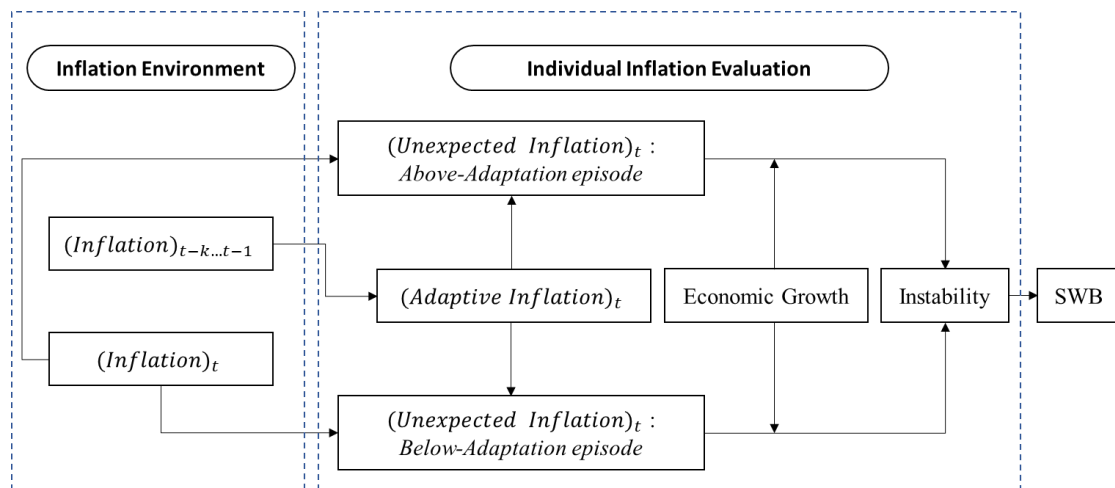 Inflation Environment
Individual Inflation Evaluation
(Unexpected Inflation)ₜ :
Above-Adaptation episode
(Inflation)ₜ₋ₖ…ₜ₋₁
(Adaptive Inflation)ₜ
Economic Growth
Instability
SWB
(Inflation)ₜ
(Unexpected Inflation)ₜ :
Below-Adaptation episode